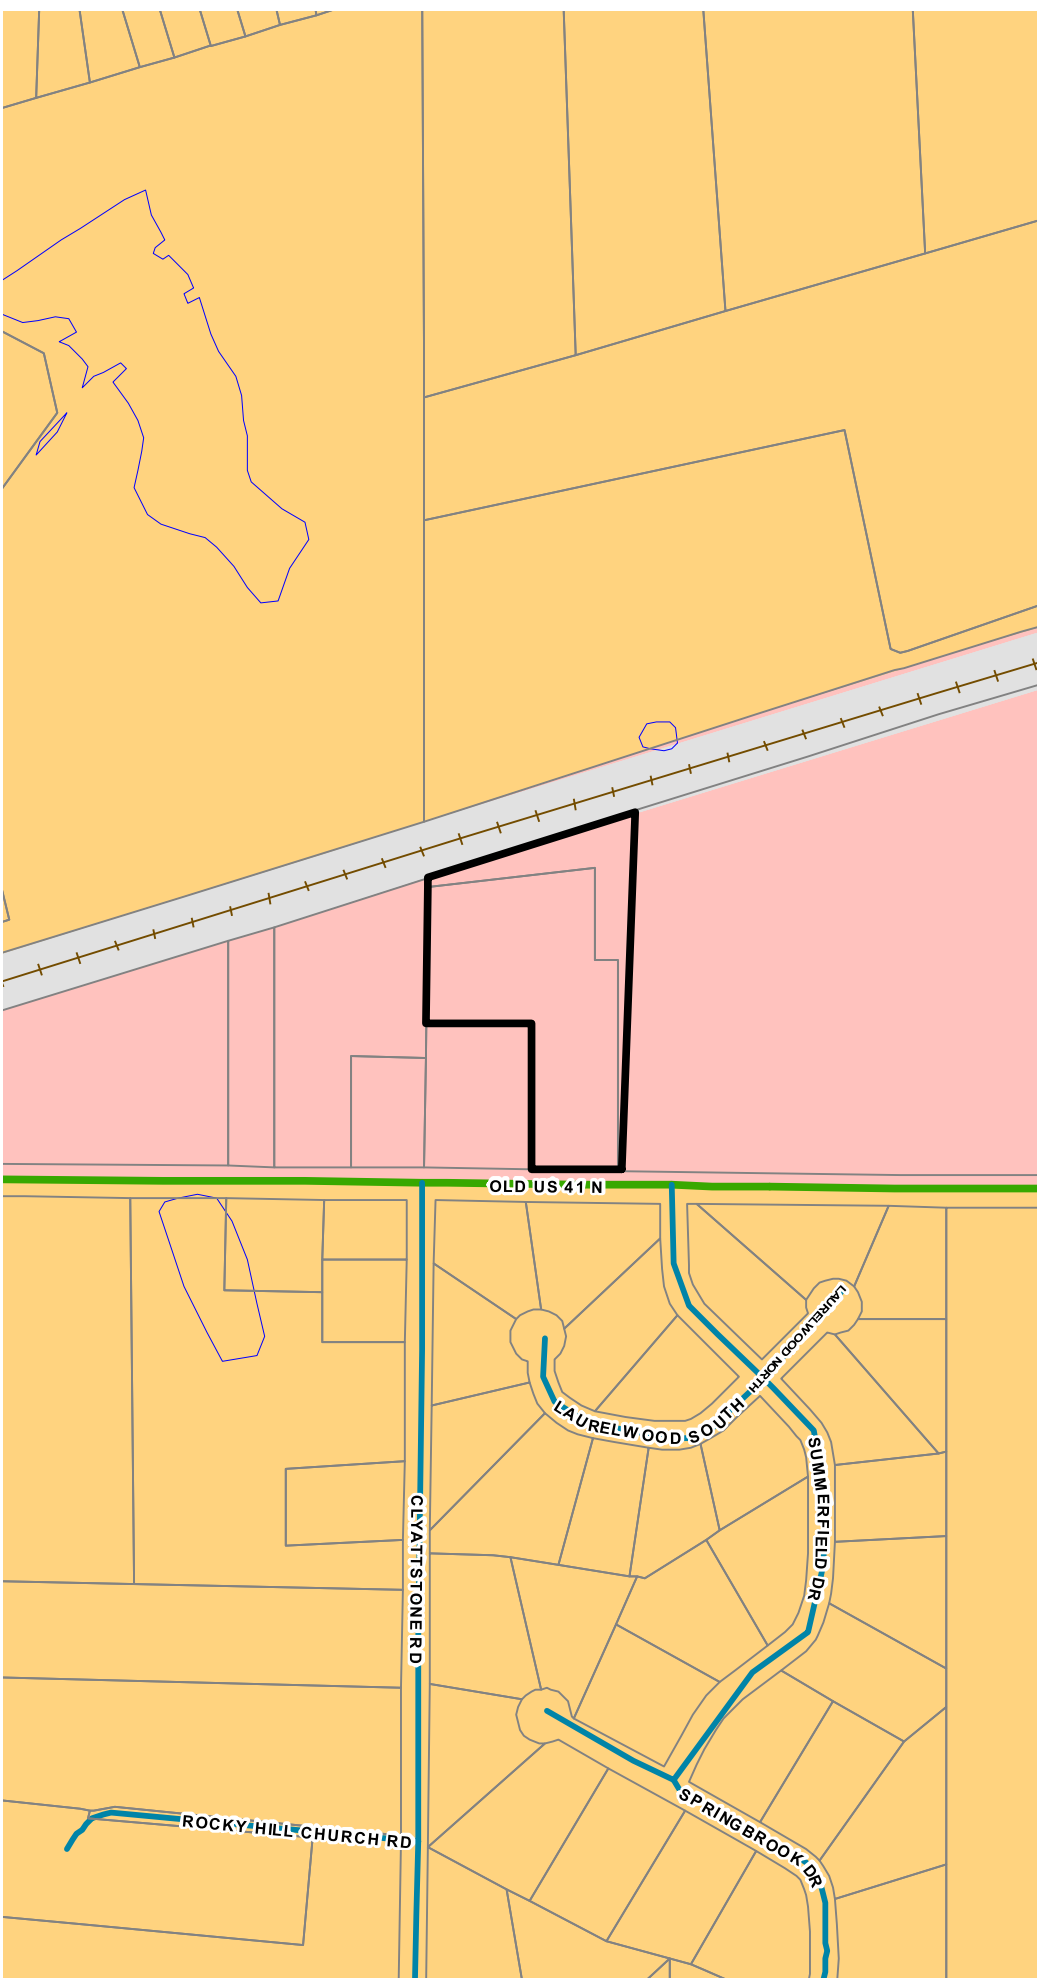 OLD US 41 N
LAURELWOOD NORTH
LAURELWOOD SOUTH
SUMMERFIELD DR
CLYATTSTONE RD
SPRINGBROOK DR
ROCKY HILL CHURCH RD